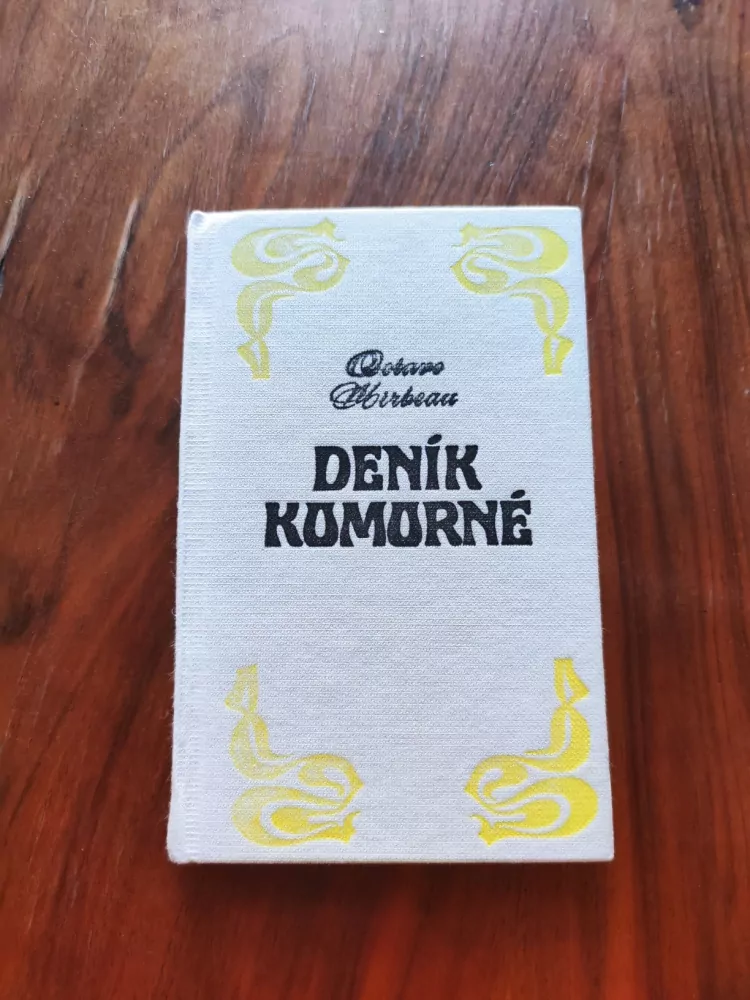 Octave
Mirbeau
DENÍK
KOMORNÉ